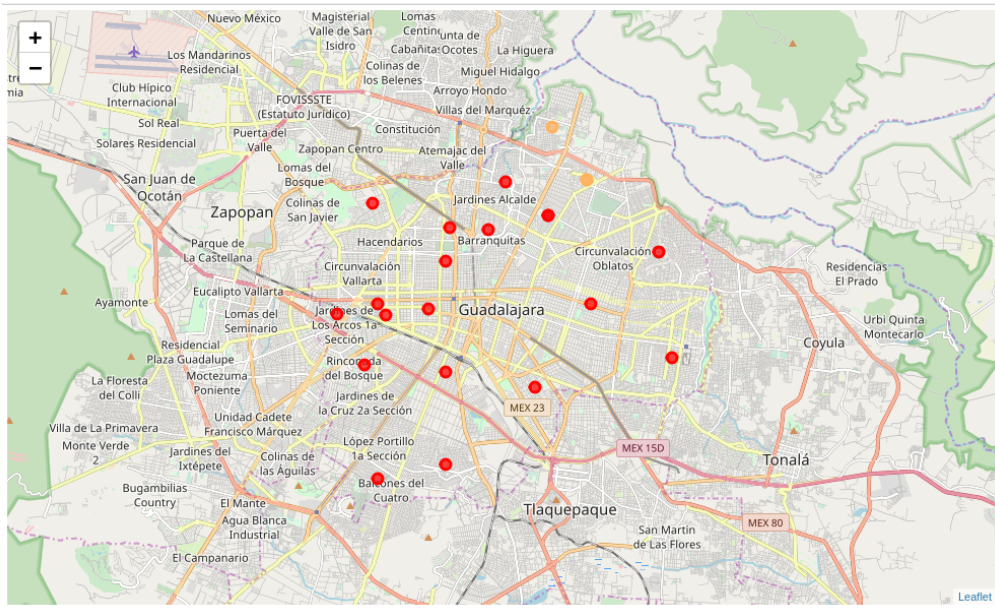 +
−
Nuevo México
Magisterial
Valle de San
Isidro
Lomas
Cabañitas
Ocotes
La Higuera
Los Mandarinos
Residencial
Colinas de
los Belenes
Miguel Hidalgo
Club Hípico
Internacional
Arroyo Hondo
FOVISSSTE
(Estatuto Jurídico)
Villas del Marquéz
Sol Real
Solares Residencial
Puerta del
Valle
Constitución
Zapopan Centro
Atemajac del
Valle
San Juan de
Ocotán
Lomas del
Bosque
Colinas de
San Javier
Jardines Alcalde
Zapopan
Hacendarios
Barranquitas
Parque de
La Castellana
Circunvalación
Oblatos
Circunvalación
Vallarta
Residencias
El Prado
Eucalipto Vallarta
Ayamonte
Lomas del
Seminario
Jardines de
Los Arcos 1a
Sección
Guadalajara
Urbi Quinta
Montecarlo
Coyula
Residencial
Plaza Guadalupe
Moctezuma
Poniente
Rinconada
del Bosque
La Floresta
del Colli
Jardines de
la Cruz 2a Sección
MEX 23
Unidad Cadete
Francisco Márquez
Villa de La Primavera
Monte Verde
2
Jardines del
Ixtépete
López Portillo
1a Sección
MEX 15D
Colinas de
las Águilas
Tonalá
Bugambilias
Country
Balcones del
Cuatro
El Mante
Agua Blanca
Industrial
Tlaquepaque
MEX 80
San Martin
de Las Flores
El Campanario
Leaflet